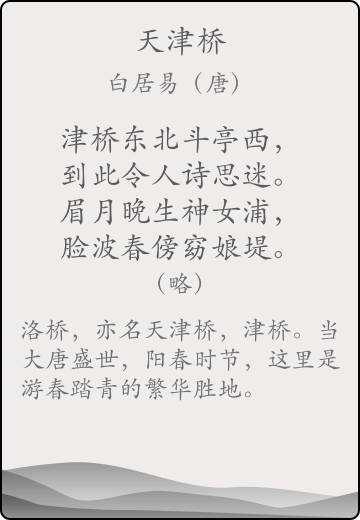 天津桥
白居易（唐）
津桥东北斗亭西，
到此令人诗思迷。
眉月晚生神女浦，
脸波春傍窈娘堤。
（略）
洛桥，亦名天津桥，津桥。当
大唐盛世，阳春时节，这里是
游春踏青的繁华胜地。